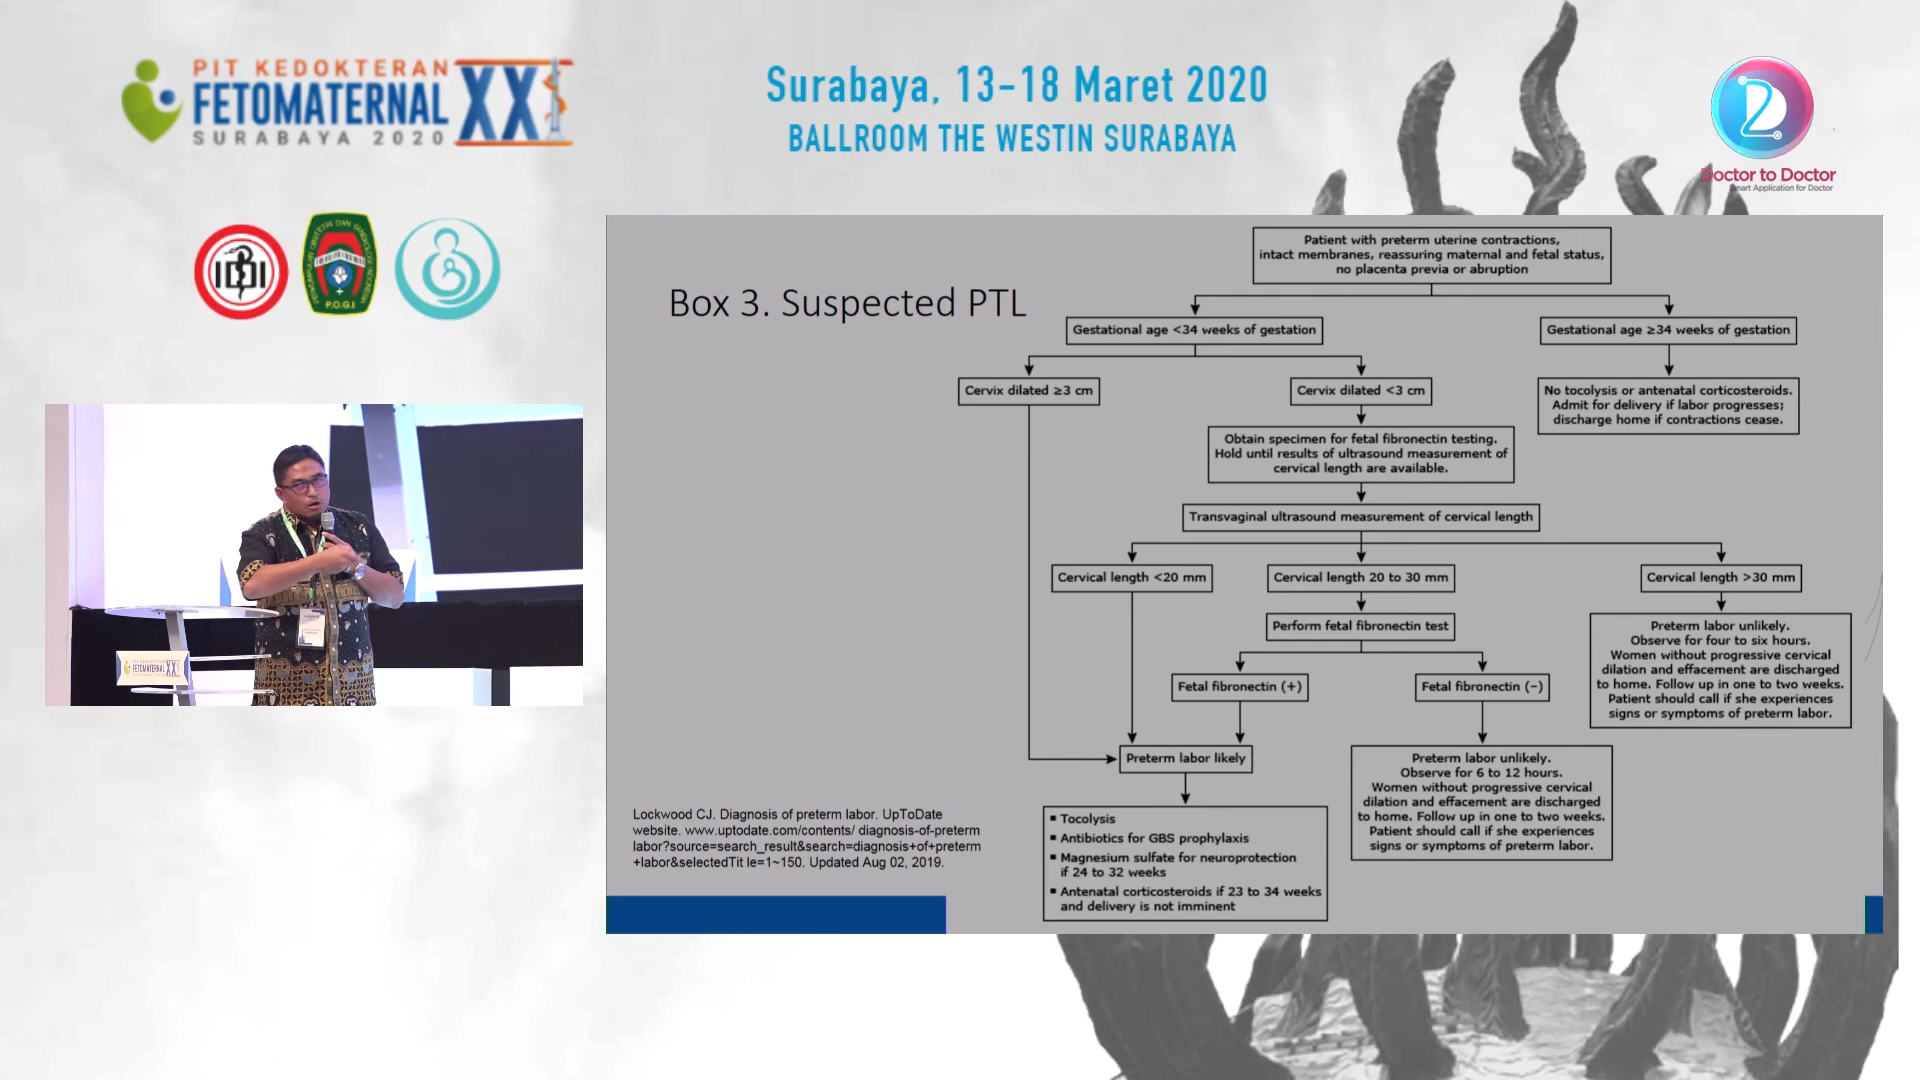 PIT KEDOKTERAN
FETOMATERNAL XXI
SURABAYA 2020
Surabaya, 13-18 Maret 2020
BALLROOM THE WESTIN SURABAYA
Doctor to Doctor
Smart Application for Doctor
IDI
P.O.G.I
Box 3. Suspected PTL
Patient with preterm uterine contractions,
intact membranes, reassuring maternal and fetal status,
no placenta previa or abruption
Gestational age <34 weeks of gestation
Gestational age ≥34 weeks of gestation
Cervix dilated ≥3 cm
Cervix dilated <3 cm
No tocolysis or antenatal corticosteroids.
Admit for delivery if labor progresses;
discharge home if contractions cease.
Obtain specimen for fetal fibronectin testing.
Hold until results of ultrasound measurement of
cervical length are available.
Transvaginal ultrasound measurement of cervical length
Cervical length <20 mm
Cervical length 20 to 30 mm
Cervical length >30 mm
Perform fetal fibronectin test
Preterm labor unlikely.
Observe for four to six hours.
Women without progressive cervical
dilation and effacement are discharged
to home. Follow up in one to two weeks.
Patient should call if she experiences
signs or symptoms of preterm labor.
Fetal fibronectin (+)
Fetal fibronectin (−)
Preterm labor likely
Preterm labor unlikely.
Observe for 6 to 12 hours.
Women without progressive cervical
dilation and effacement are discharged
to home. Follow up in one to two weeks.
Patient should call if she experiences
signs or symptoms of preterm labor.
▪ Tocolysis
▪ Antibiotics for GBS prophylaxis
▪ Magnesium sulfate for neuroprotection
if 24 to 32 weeks
▪ Antenatal corticosteroids if 23 to 34 weeks
and delivery is not imminent
Lockwood CJ. Diagnosis of preterm labor. UpToDate
website. www.uptodate.com/contents/ diagnosis-of-preterm
labor?source=search_result&search=diagnosis+of+preterm
+labor&selectedTit le=1~150. Updated Aug 02, 2019.
FETOMATERNAL XXI